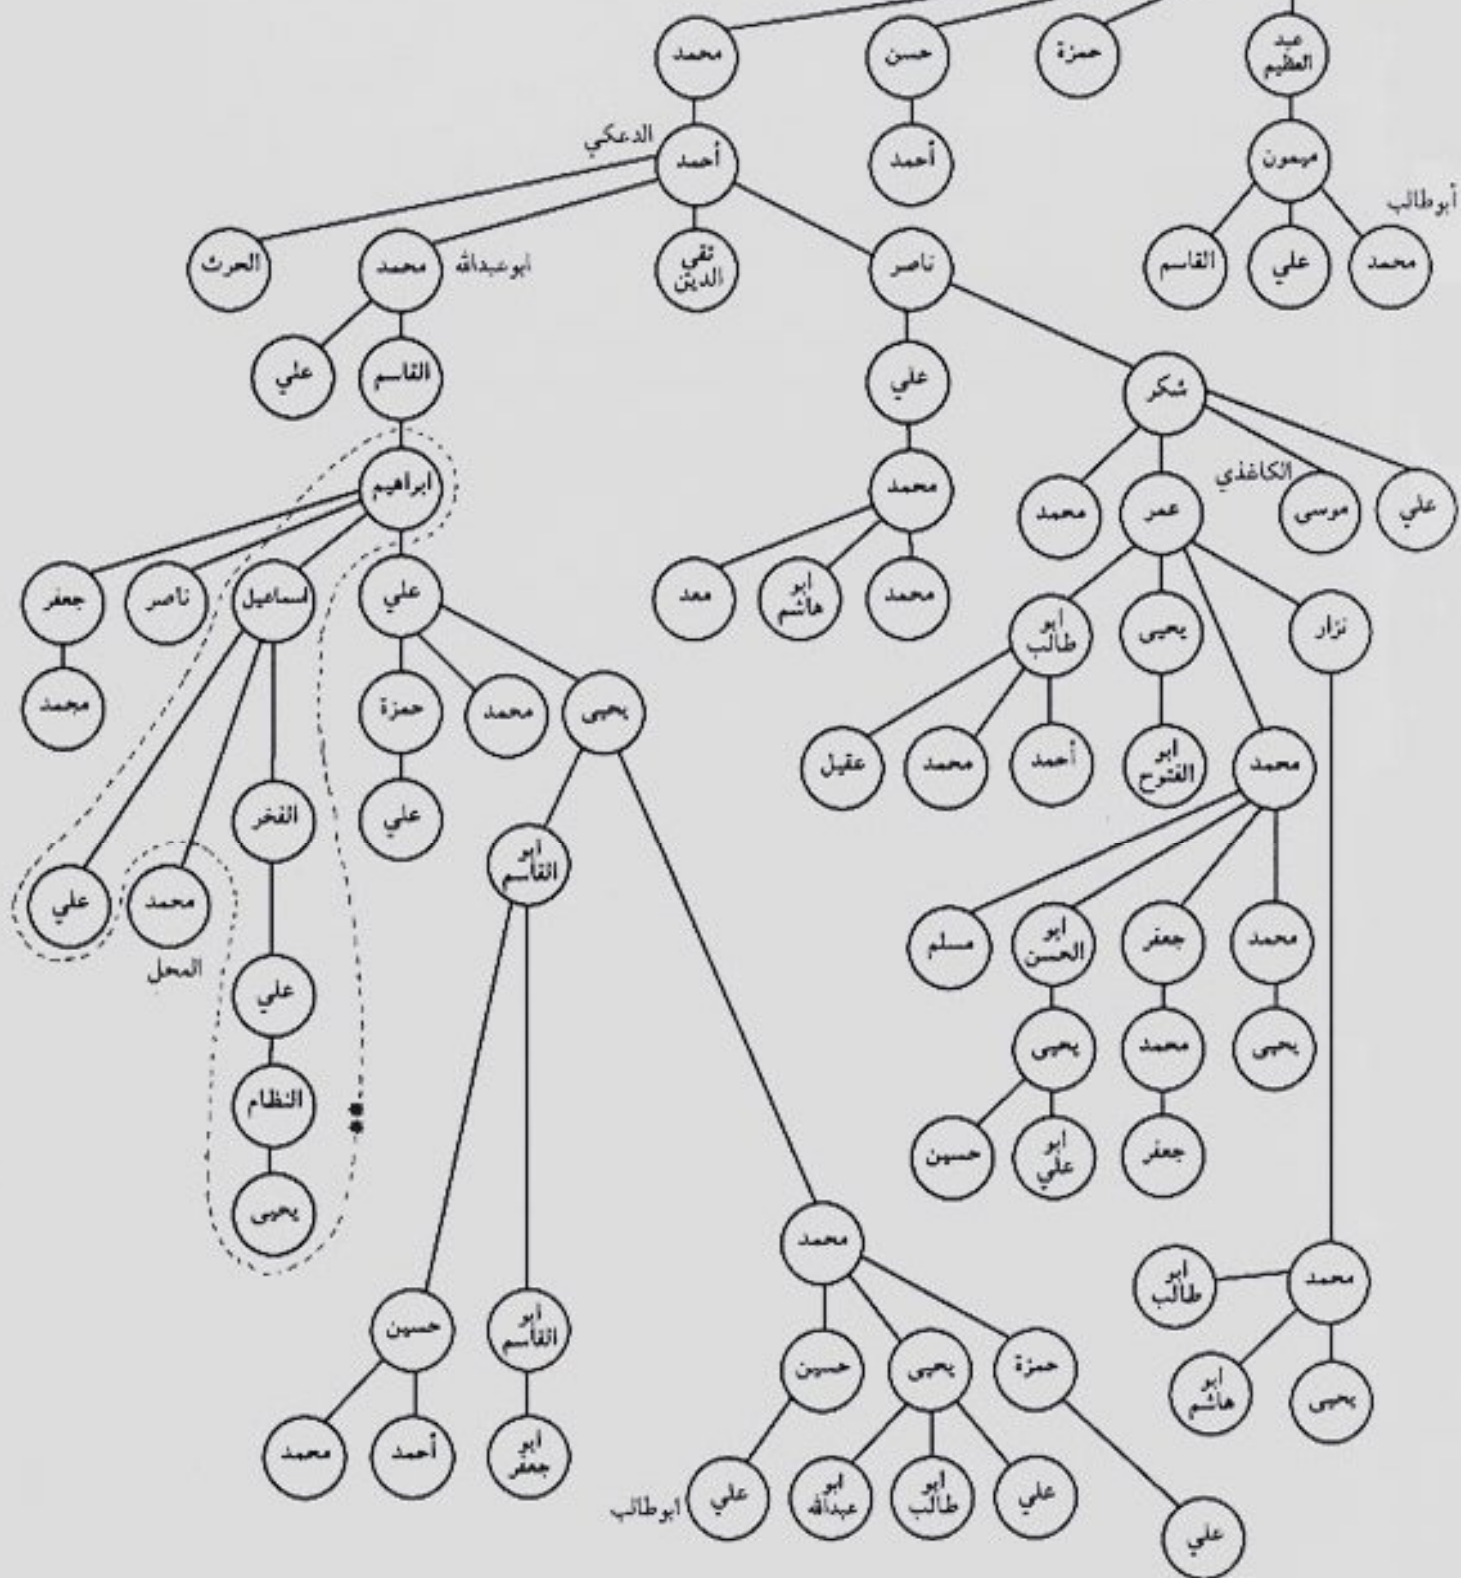 عبد
العظيم
حمزة
حسن
محمد
ميمون
أحمد
أحمد
الدعكي
أبوطالب
محمد
علي
القاسم
ناصر
تقي
الدين
ابوعبدالله
محمد
الحرث
شكر
علي
القاسم
علي
علي
موسى
الكاغذي
عمر
محمد
محمد
ابراهيم
نزار
يحيى
ابو
طالب
محمد
ابو
هاشم
معد
علي
اسماعيل
ناصر
جعفر
محمد
ابو
الفتوح
أحمد
محمد
عقيل
يحيى
محمد
حمزة
محمد
علي
الفخر
ابو
القاسم
محمد
جعفر
ابو
الحسن
مسلم
محمد
علي
المحل
يحيى
محمد
يحيى
علي
جعفر
ابو
علي
حسين
النظام
يحيى
محمد
ابو
طالب
محمد
ابو
القاسم
حسين
يحيى
ابو
هاشم
حمزة
يحيى
حسين
ابو
جعفر
أحمد
محمد
علي
علي
ابو
طالب
ابو
عبدالله
علي
ابوطالب